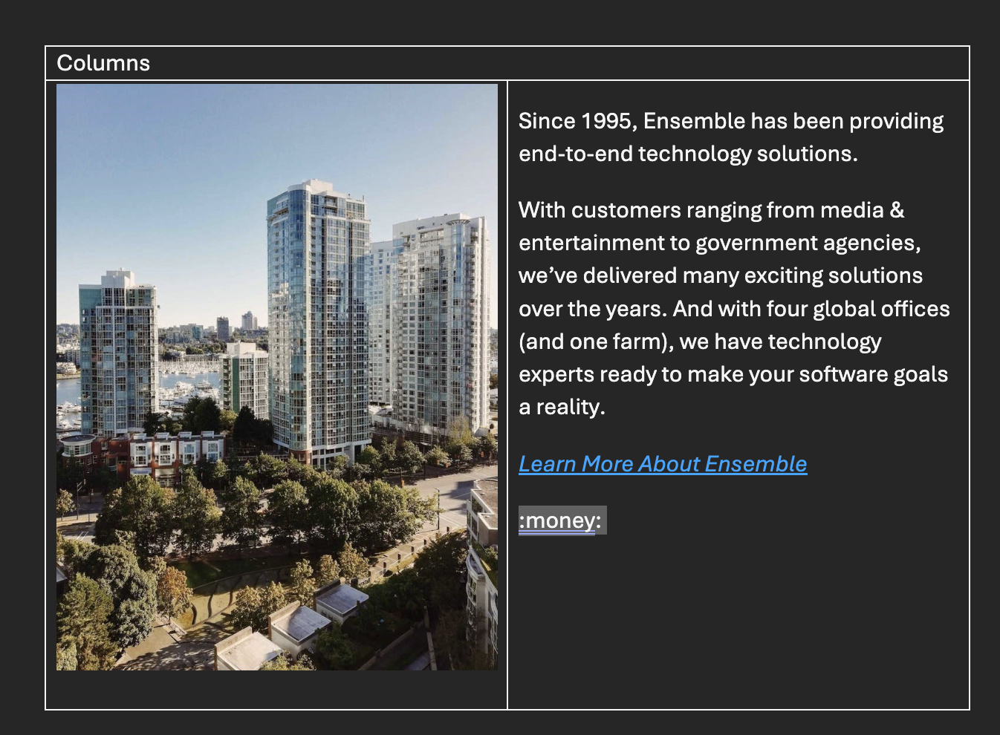 Columns
Since 1995, Ensemble has been providing
end-to-end technology solutions.
With customers ranging from media &
entertainment to government agencies,
we’ve delivered many exciting solutions
over the years. And with four global offices
(and one farm), we have technology
experts ready to make your software goals
a reality.
Learn More About Ensemble
:money: